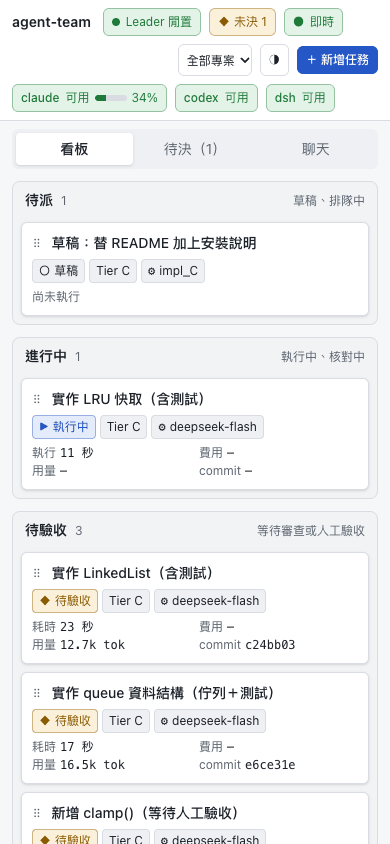 agent-team ● Leader 閒置 ◆ 未決 1 ● 即時
全部專案 ＋ 新增任務
claude 可用 34% codex 可用 dsh 可用
看板 待決（1） 聊天
待派 1 草稿、排隊中
草稿：替 README 加上安裝說明
草稿 Tier C ⚙ impl_C
尚未執行
進行中 1 執行中、核對中
實作 LRU 快取（含測試）
▶ 執行中 Tier C ⚙ deepseek-flash
執行 11 秒 費用 —
用量 — commit —
待驗收 3 等待審查或人工驗收
實作 LinkedList（含測試）
◆ 待驗收 Tier C ⚙ deepseek-flash
耗時 23 秒 費用 —
用量 12.7k tok commit c24bb03
實作 queue 資料結構（佇列＋測試）
◆ 待驗收 Tier C ⚙ deepseek-flash
耗時 17 秒 費用 —
用量 16.5k tok commit e6ce31e
新增 clamp()（等待人工驗收）
◆ 待驗收 Tier C ⚙ deepseek-flash